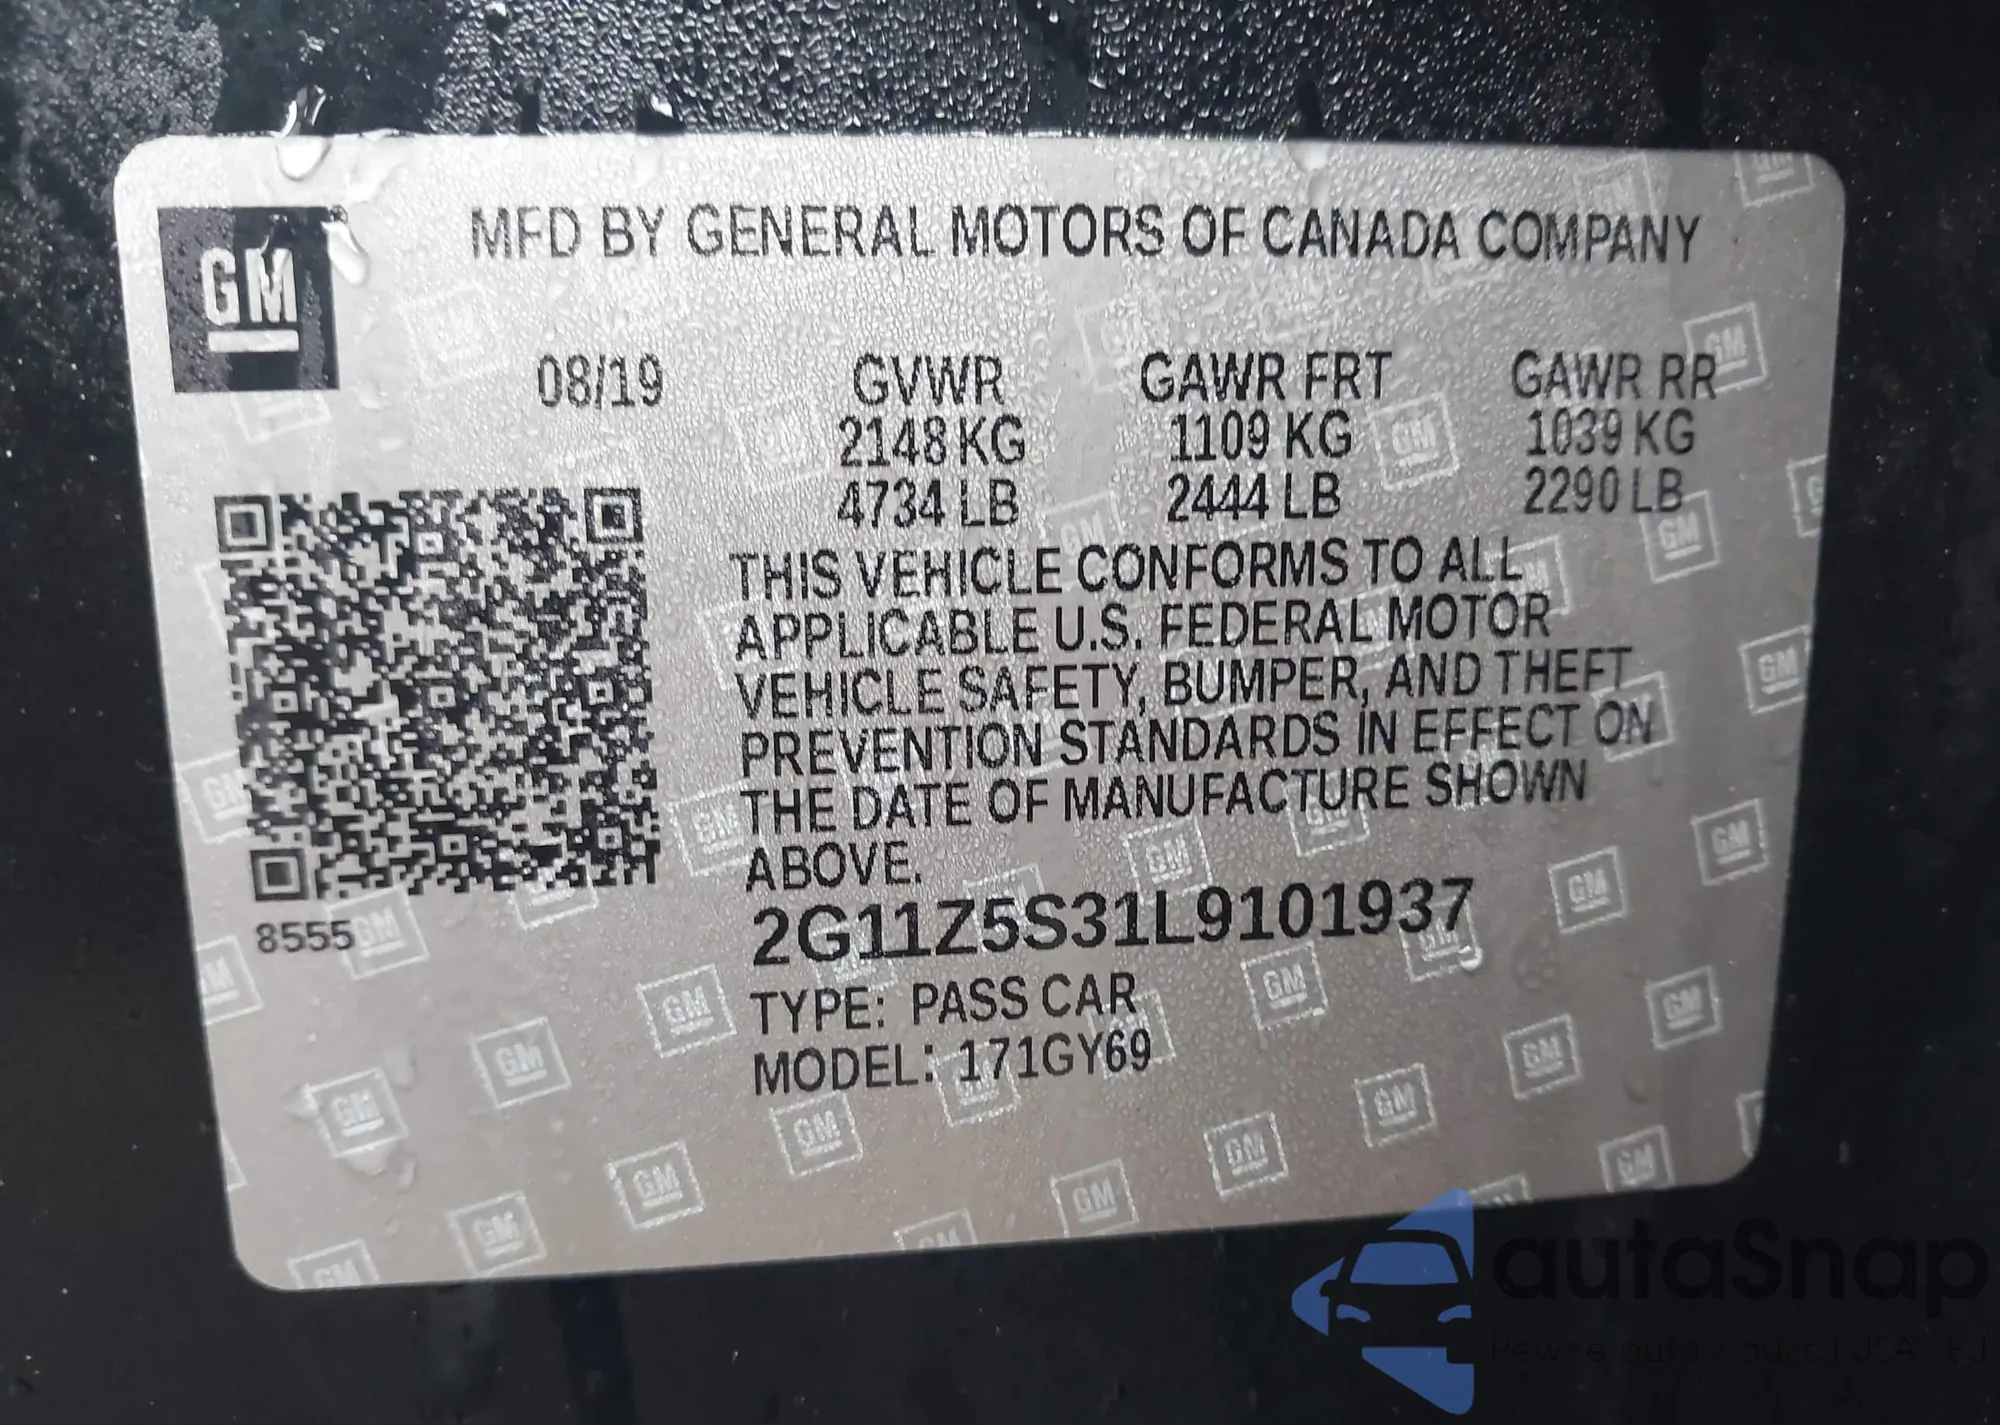 GM
MFD BY GENERAL MOTORS OF CANADA COMPANY
08/19
GVWR
2148 KG
4734 LB
GAWR FRT
1109 KG
2444 LB
GAWR RR
1039 KG
2290 LB
THIS VEHICLE CONFORMS TO ALL
APPLICABLE U.S. FEDERAL MOTOR
VEHICLE SAFETY, BUMPER, AND THEFT
PREVENTION STANDARDS IN EFFECT ON
THE DATE OF MANUFACTURE SHOWN
ABOVE.
8555
2G11Z5S31L9101937
TYPE: PASS CAR
MODEL: 171GY69
autaSnap
auta z aukcji USA